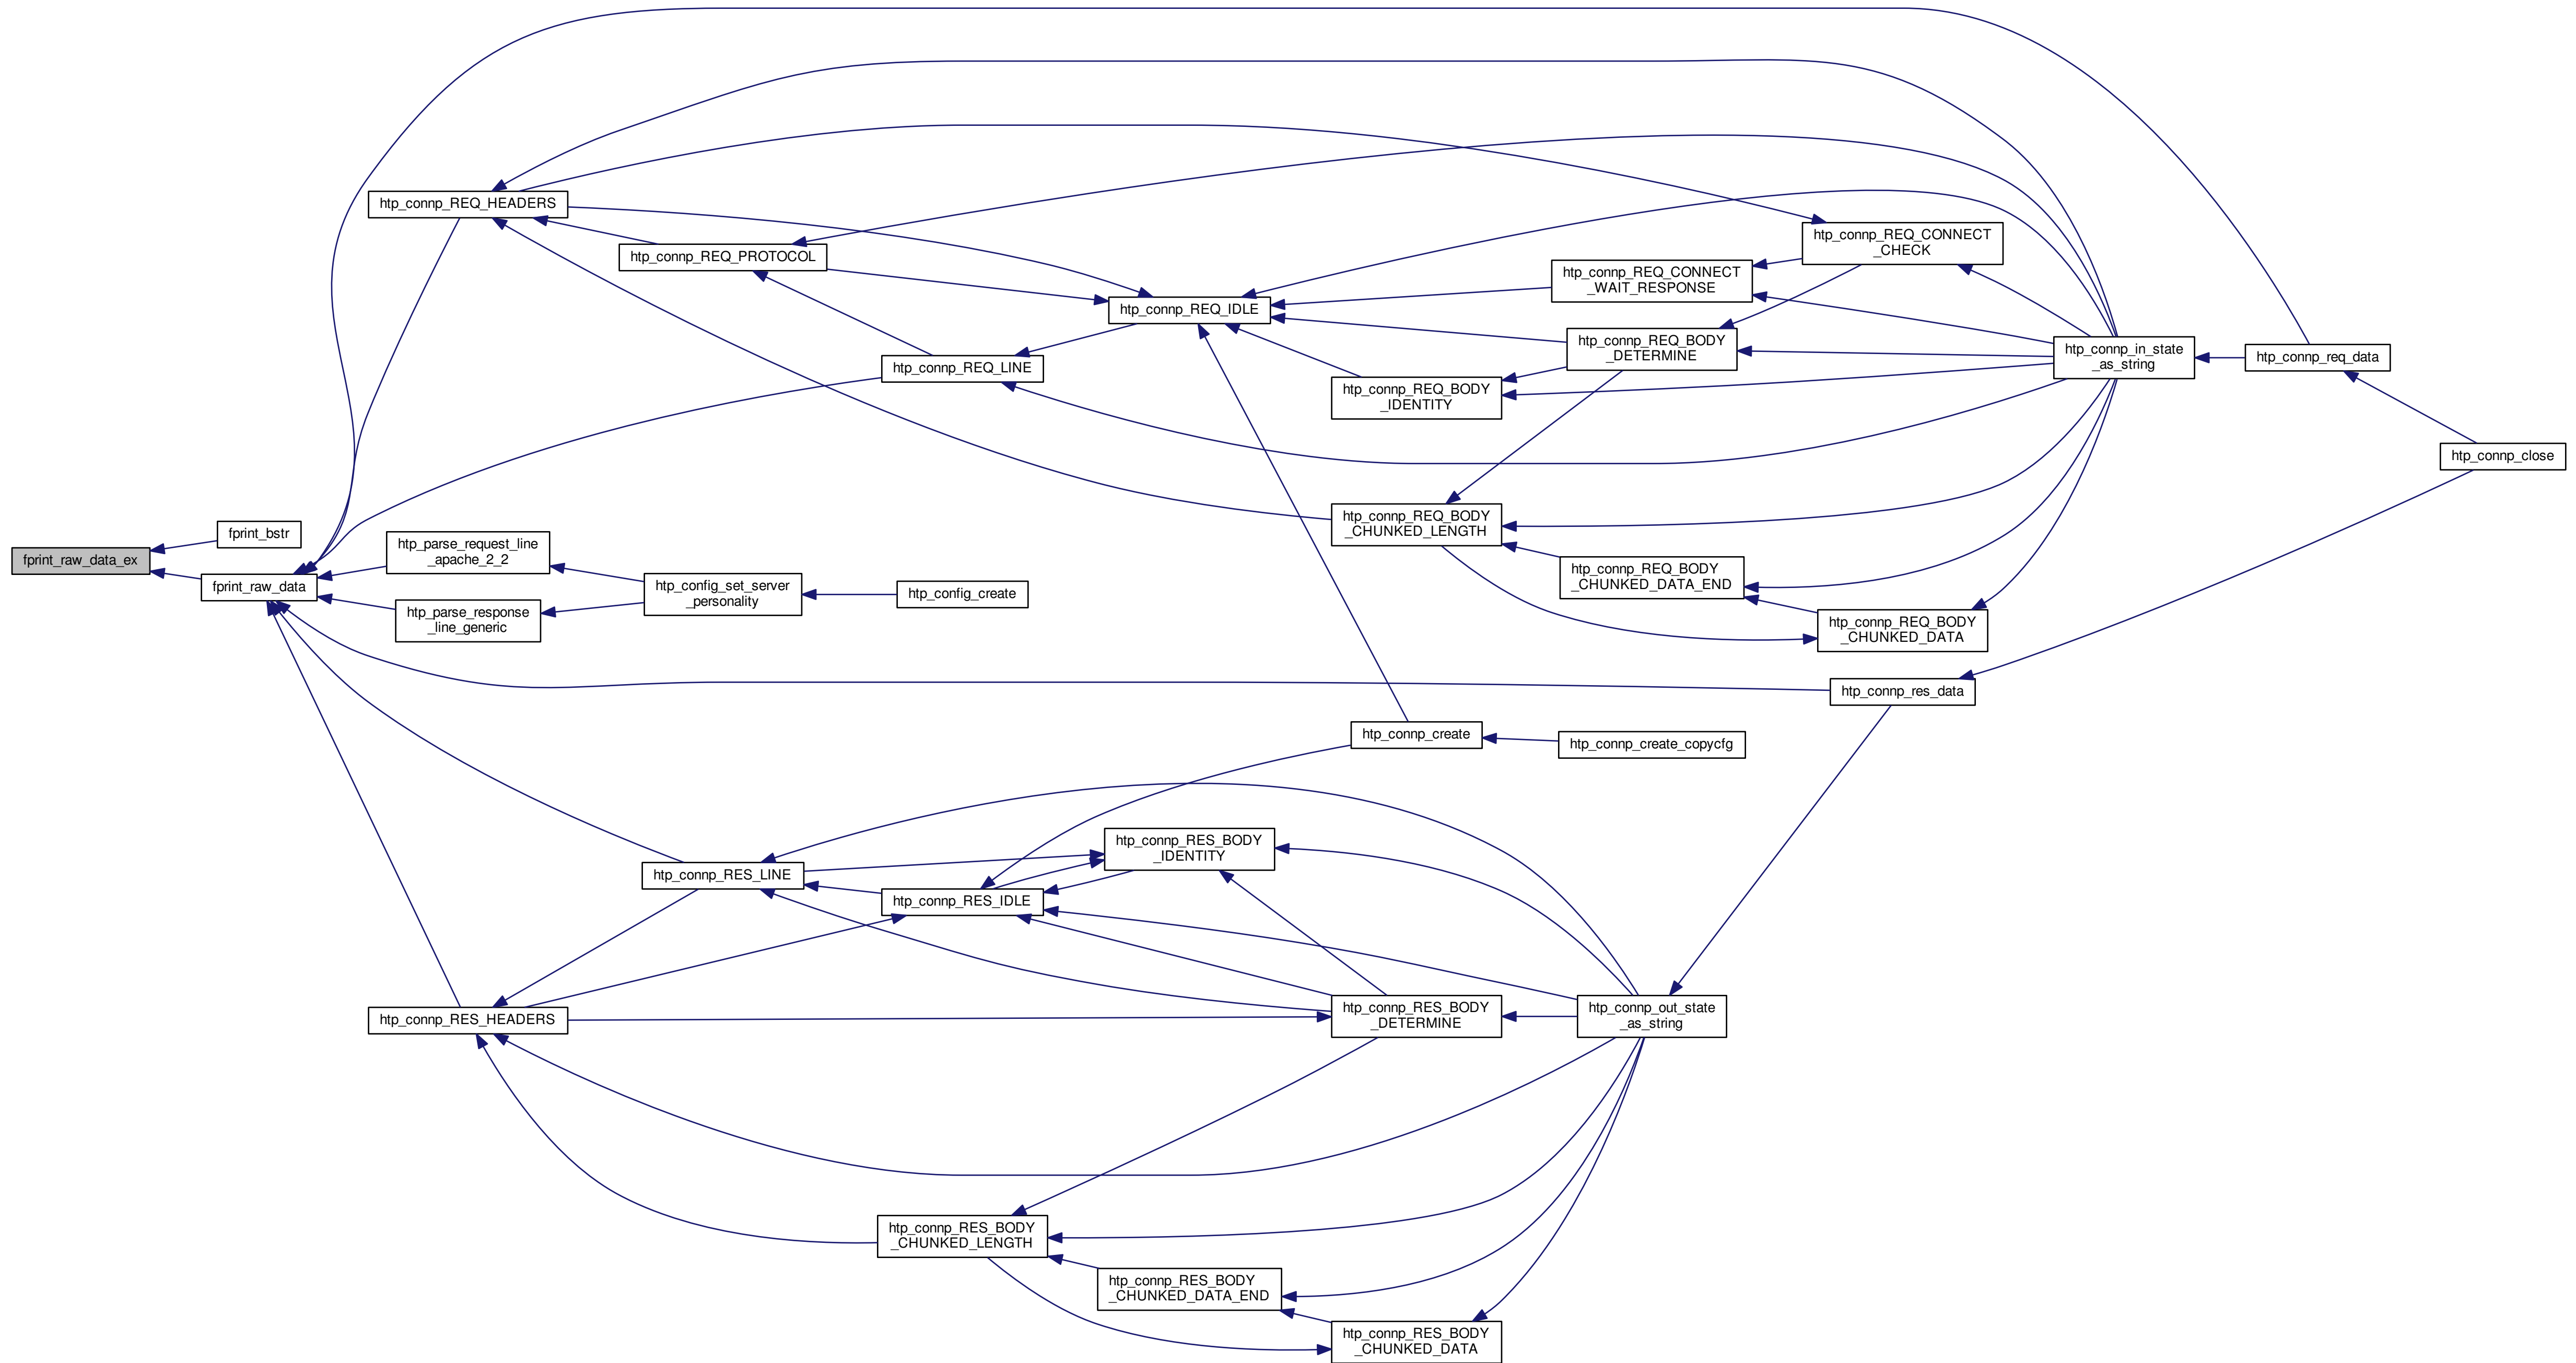 htp_connp_REQ_HEADERS
htp_connp_REQ_PROTOCOL
htp_connp_REQ_CONNECT
_CHECK
htp_connp_REQ_CONNECT
_WAIT_RESPONSE
htp_connp_REQ_IDLE
htp_connp_REQ_BODY
_DETERMINE
htp_connp_in_state
_as_string
htp_connp_req_data
htp_connp_REQ_LINE
htp_connp_REQ_BODY
_IDENTITY
htp_connp_close
htp_connp_REQ_BODY
_CHUNKED_LENGTH
fprint_bstr
fprint_raw_data_ex
htp_parse_request_line
_apache_2_2
fprint_raw_data
htp_config_set_server
_personality
htp_config_create
htp_connp_REQ_BODY
_CHUNKED_DATA_END
htp_parse_response
_line_generic
htp_connp_REQ_BODY
_CHUNKED_DATA
htp_connp_res_data
htp_connp_create
htp_connp_create_copycfg
htp_connp_RES_BODY
_IDENTITY
htp_connp_RES_LINE
htp_connp_RES_IDLE
htp_connp_RES_HEADERS
htp_connp_RES_BODY
_DETERMINE
htp_connp_out_state
_as_string
htp_connp_RES_BODY
_CHUNKED_LENGTH
htp_connp_RES_BODY
_CHUNKED_DATA_END
htp_connp_RES_BODY
_CHUNKED_DATA